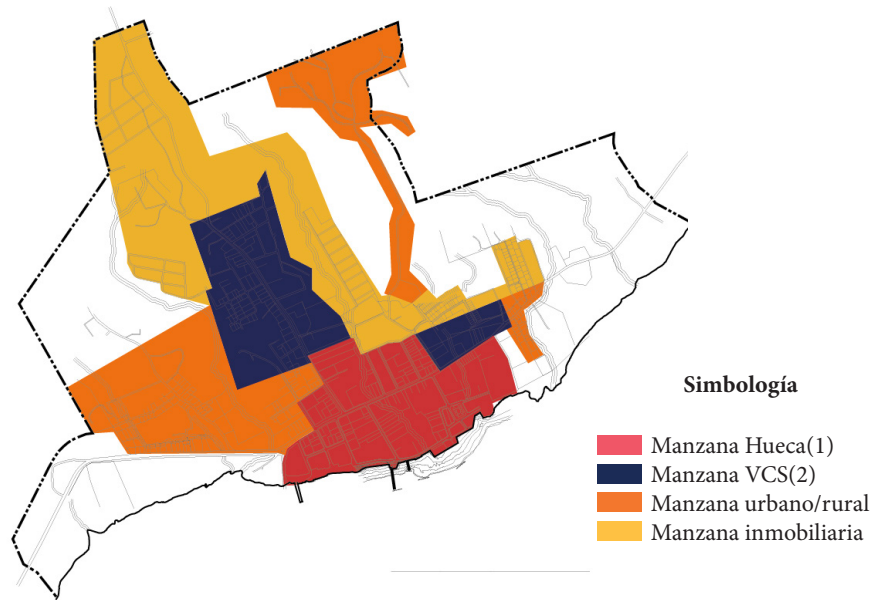 Simbología
Manzana Hueca(1)
Manzana VCS(2)
Manzana urbano/rural
Manzana inmobiliaria